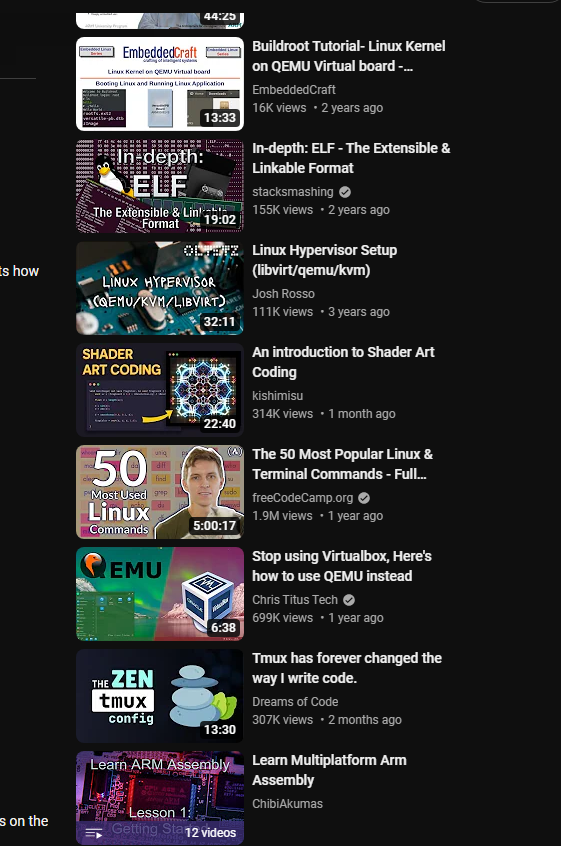 44:25
Embedded Linux Series
EmbeddedCraft
crafting of intelligent systems
Embedded Linux Series
Linux Kernel on QEMU Virtual board
Booting Linux and Running Linux Application
13:33
Buildroot Tutorial- Linux Kernel
on QEMU Virtual board -...
EmbeddedCraft
16K views • 2 years ago
In-depth:
ELF
The Extensible & Linkable
Format
19:02
In-depth: ELF - The Extensible &
Linkable Format
stacksmashing
155K views • 2 years ago
ts how
LINUX HYPERVISOR
(QEMU/KVM/LIBVIRT)
32:11
Linux Hypervisor Setup
(libvirt/qemu/kvm)
Josh Rosso
111K views • 3 years ago
SHADER
ART CODING
22:40
An introduction to Shader Art
Coding
kishimisu
314K views • 1 month ago
50
Most Used
Linux
Commands
uniq
diff
find
grep
sudo
5:00:17
The 50 Most Popular Linux &
Terminal Commands - Full...
freeCodeCamp.org
1.9M views • 1 year ago
QEMU
6:38
Stop using Virtualbox, Here's
how to use QEMU instead
Chris Titus Tech
699K views • 1 year ago
THE ZEN
tmux
config
13:30
Tmux has forever changed the
way I write code.
Dreams of Code
307K views • 2 months ago
Learn ARM Assembly
Lesson 1:
Getting Sta
12 videos
Learn Multiplatform Arm
Assembly
ChibiAkumas
s on the